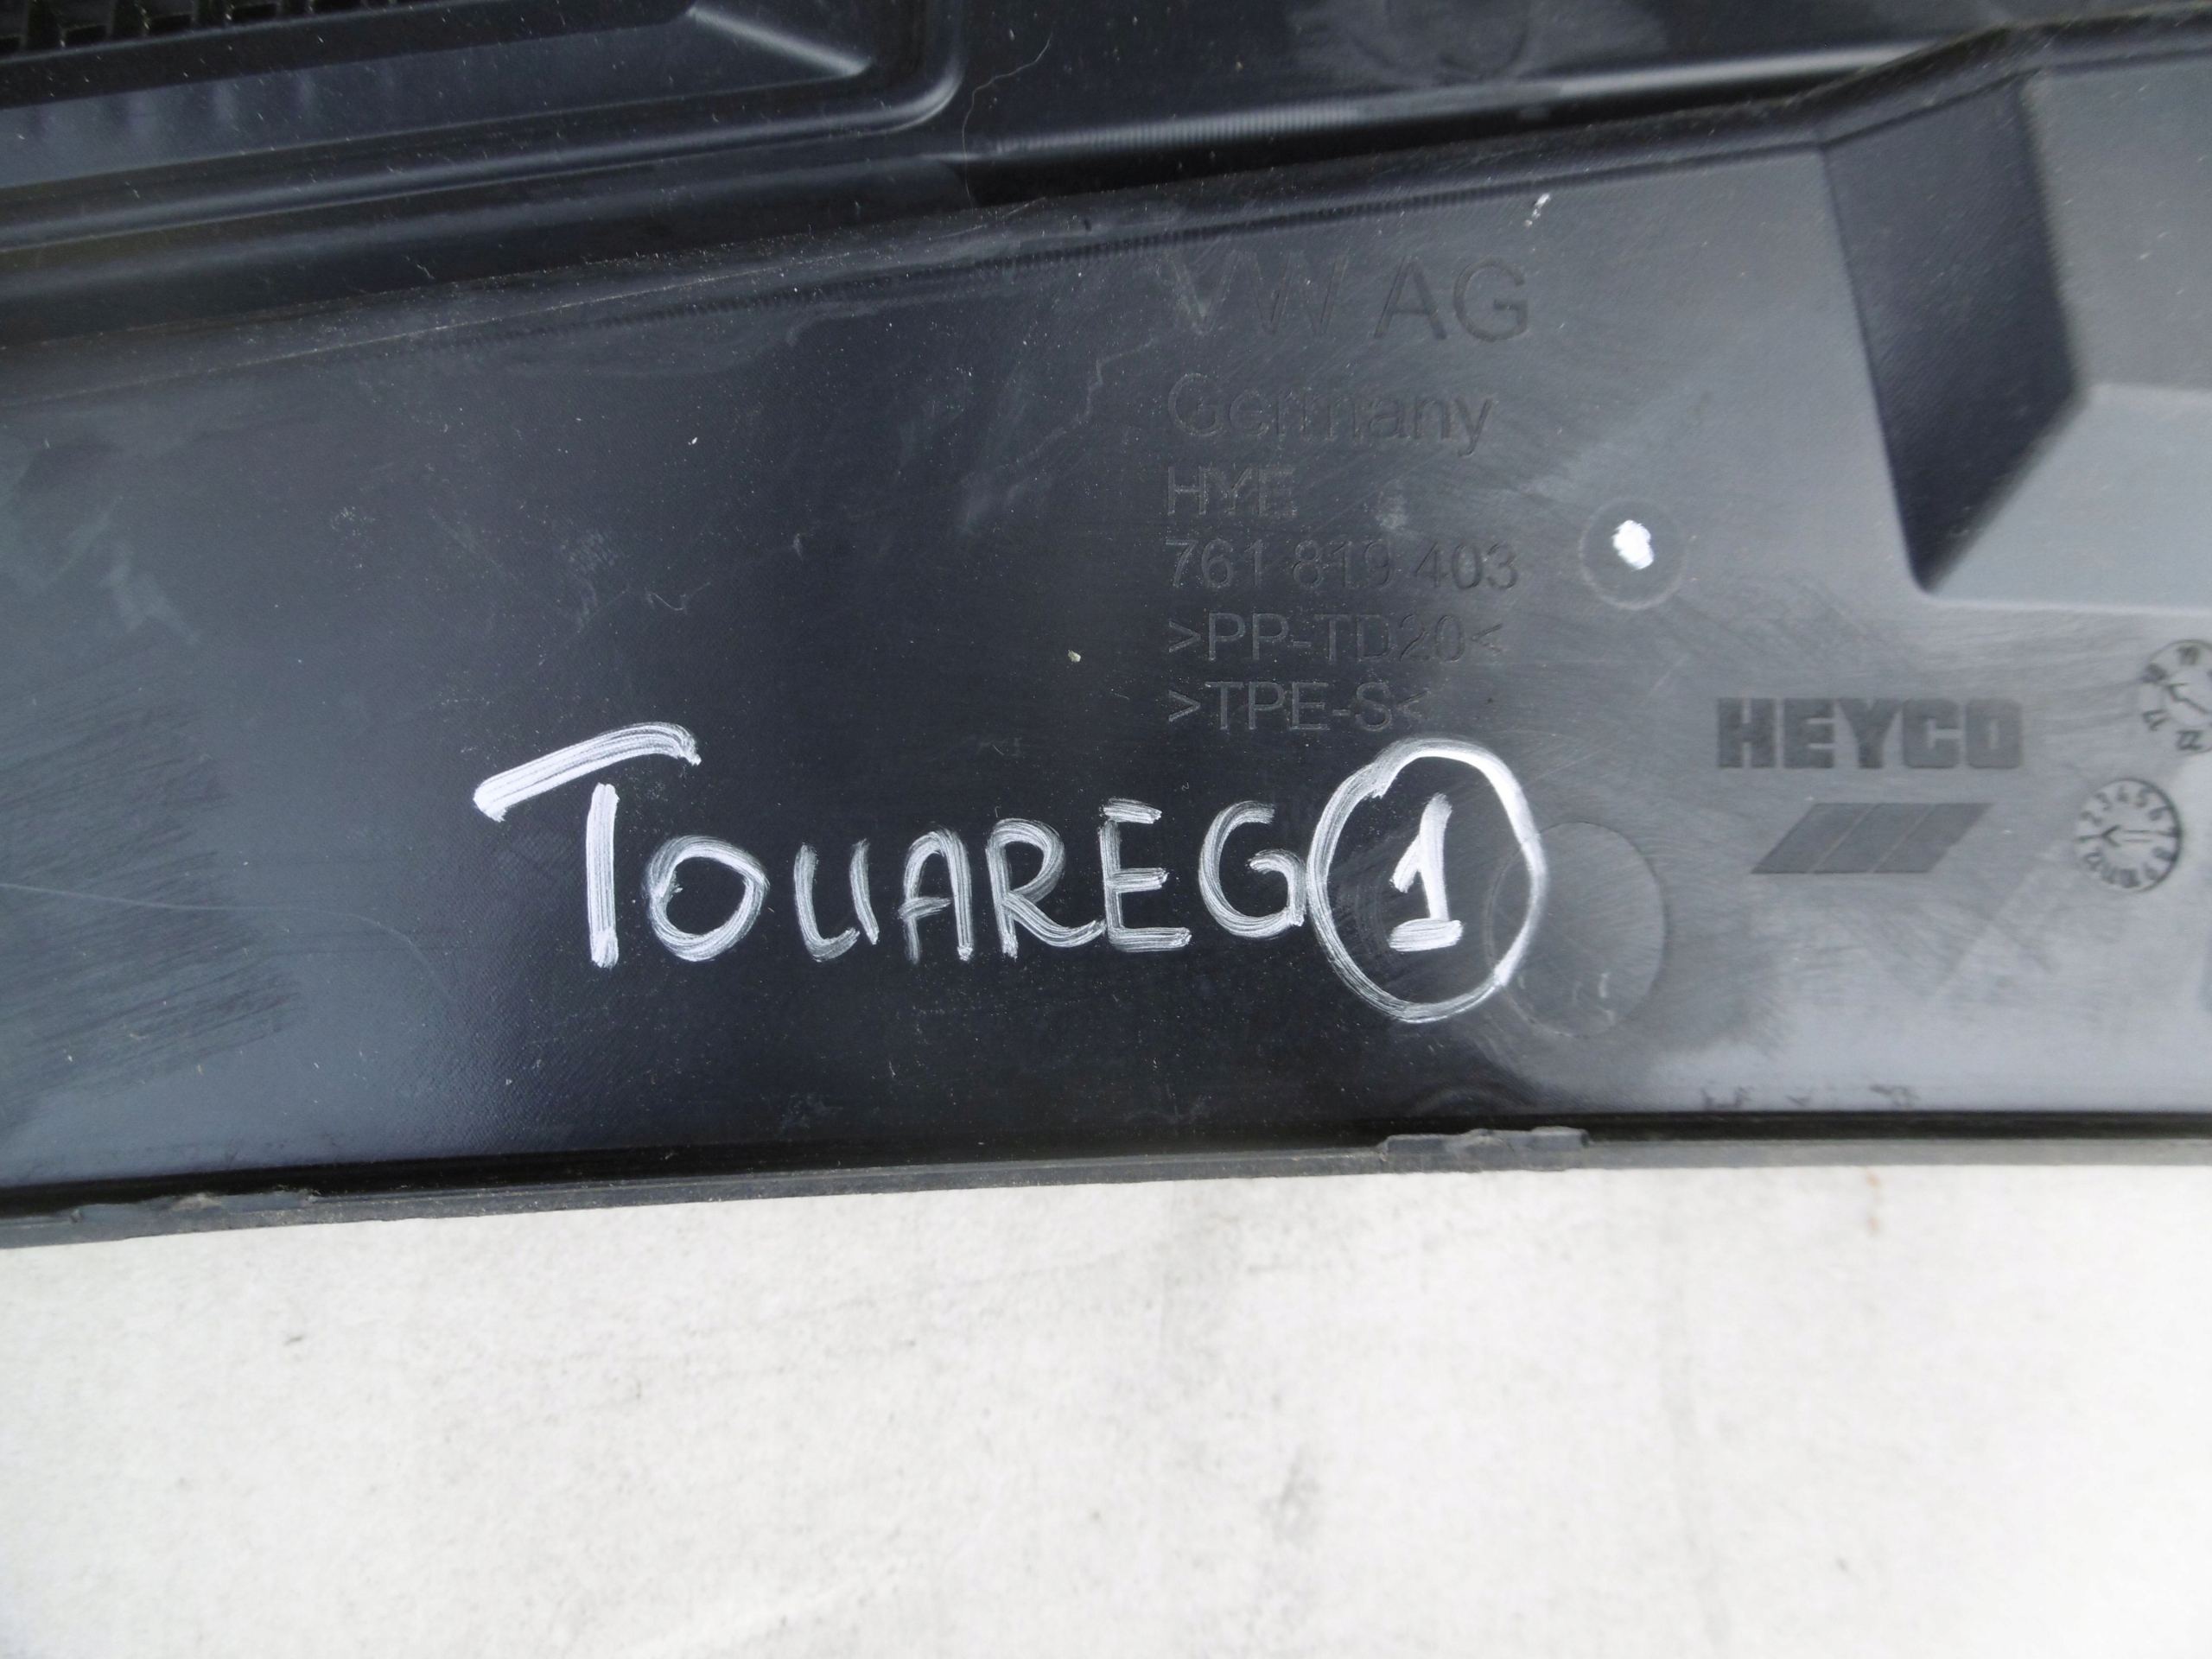 VW AG
Germany
HYE
761 819 403
>PP-TD20<
>TPE-S<
HEYCO
TOUAREG 1